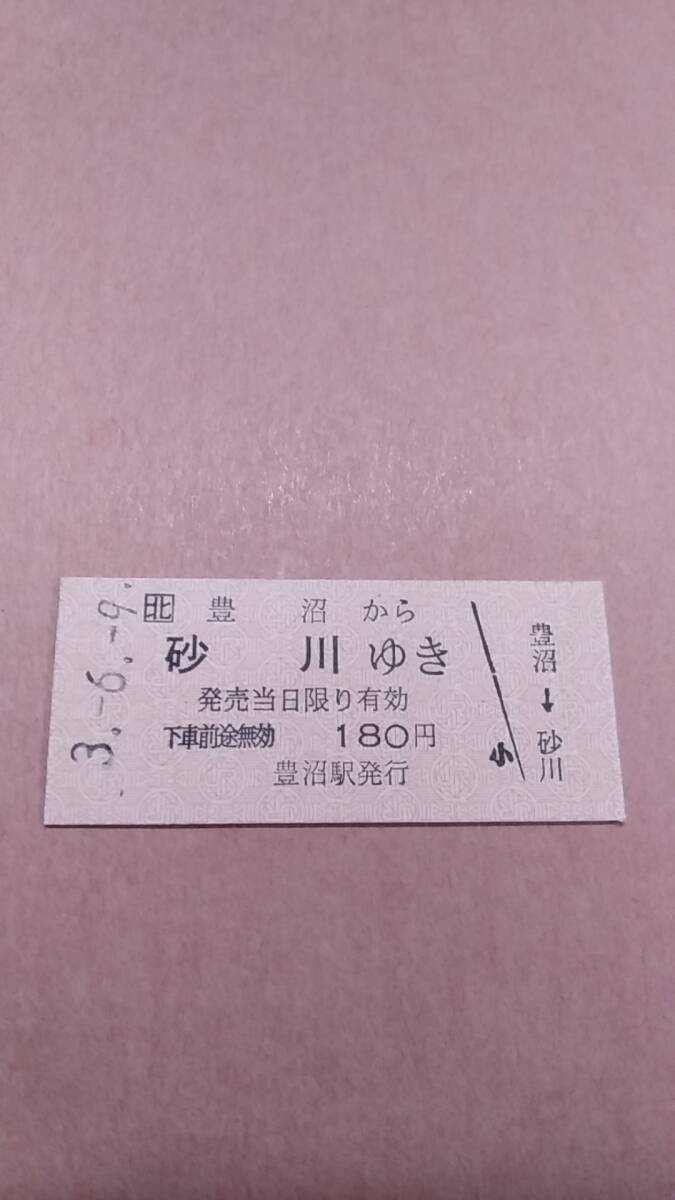 3.-6.-9.
北 豊沼から
砂川ゆき
発売当日限り有効
下車前途無効 180円
豊沼駅発行
小
豊沼→砂川